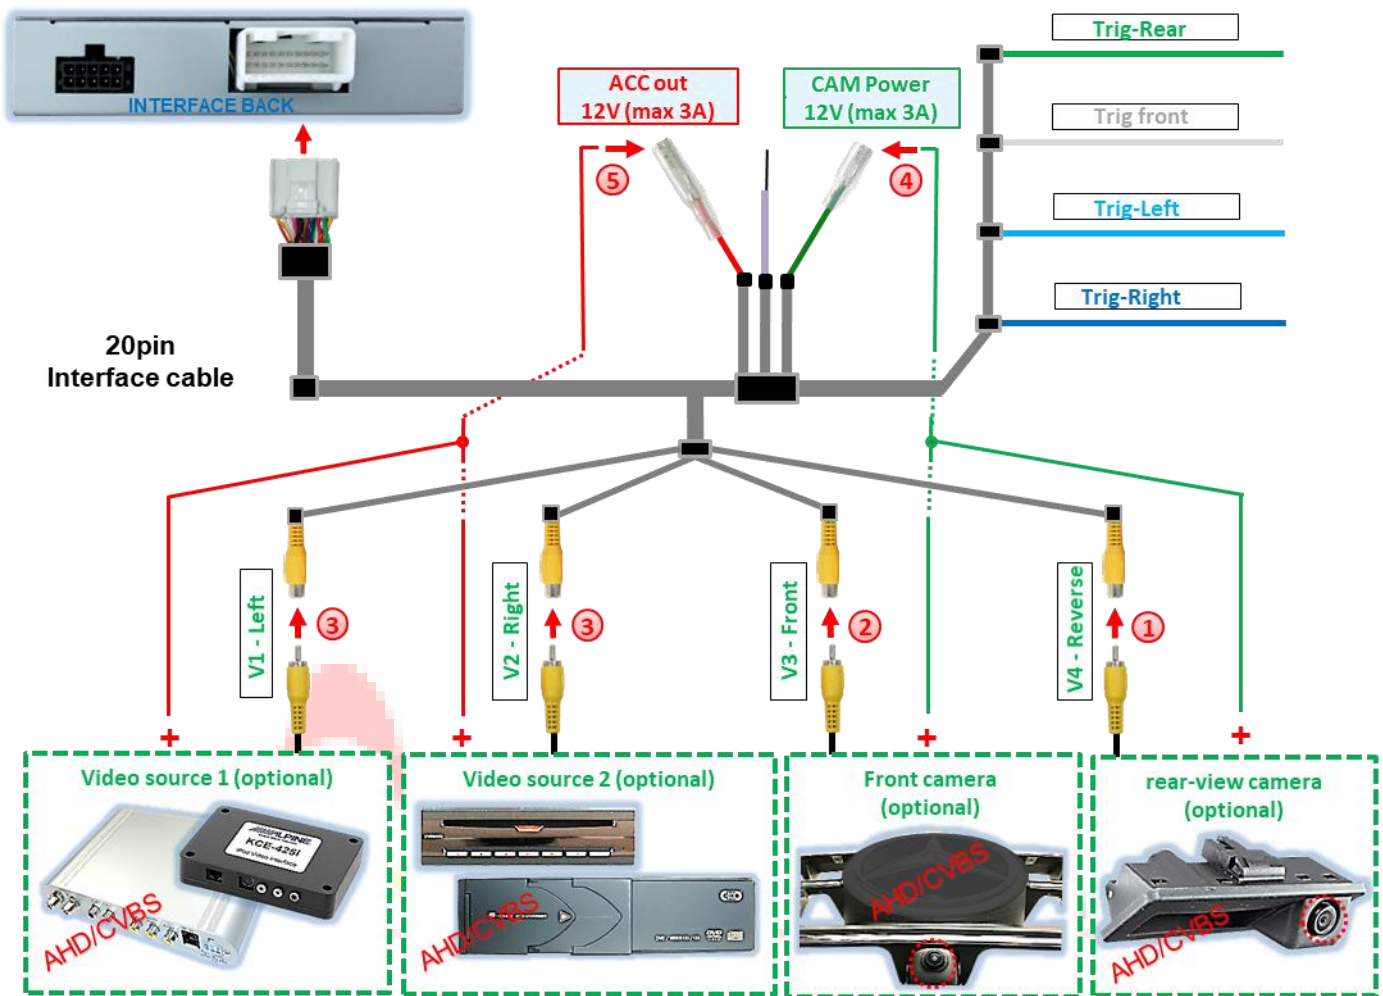 INTERFACE BACK
ACC out
12V (max 3A)
CAM Power
12V (max 3A)
Trig-Rear
Trig front
Trig-Left
Trig-Right
5
4
20pin
Interface cable
V1 - Left
3
V2 - Right
3
V3 - Front
2
V4 - Reverse
1
+
+
+
+
Video source 1 (optional)
ALPINE
KCE-425i
iPod Video Interface
AHD/CVBS
Video source 2 (optional)
AHD/CVBS
Front camera
(optional)
AHD/CVBS
rear-view camera
(optional)
AHD/CVBS